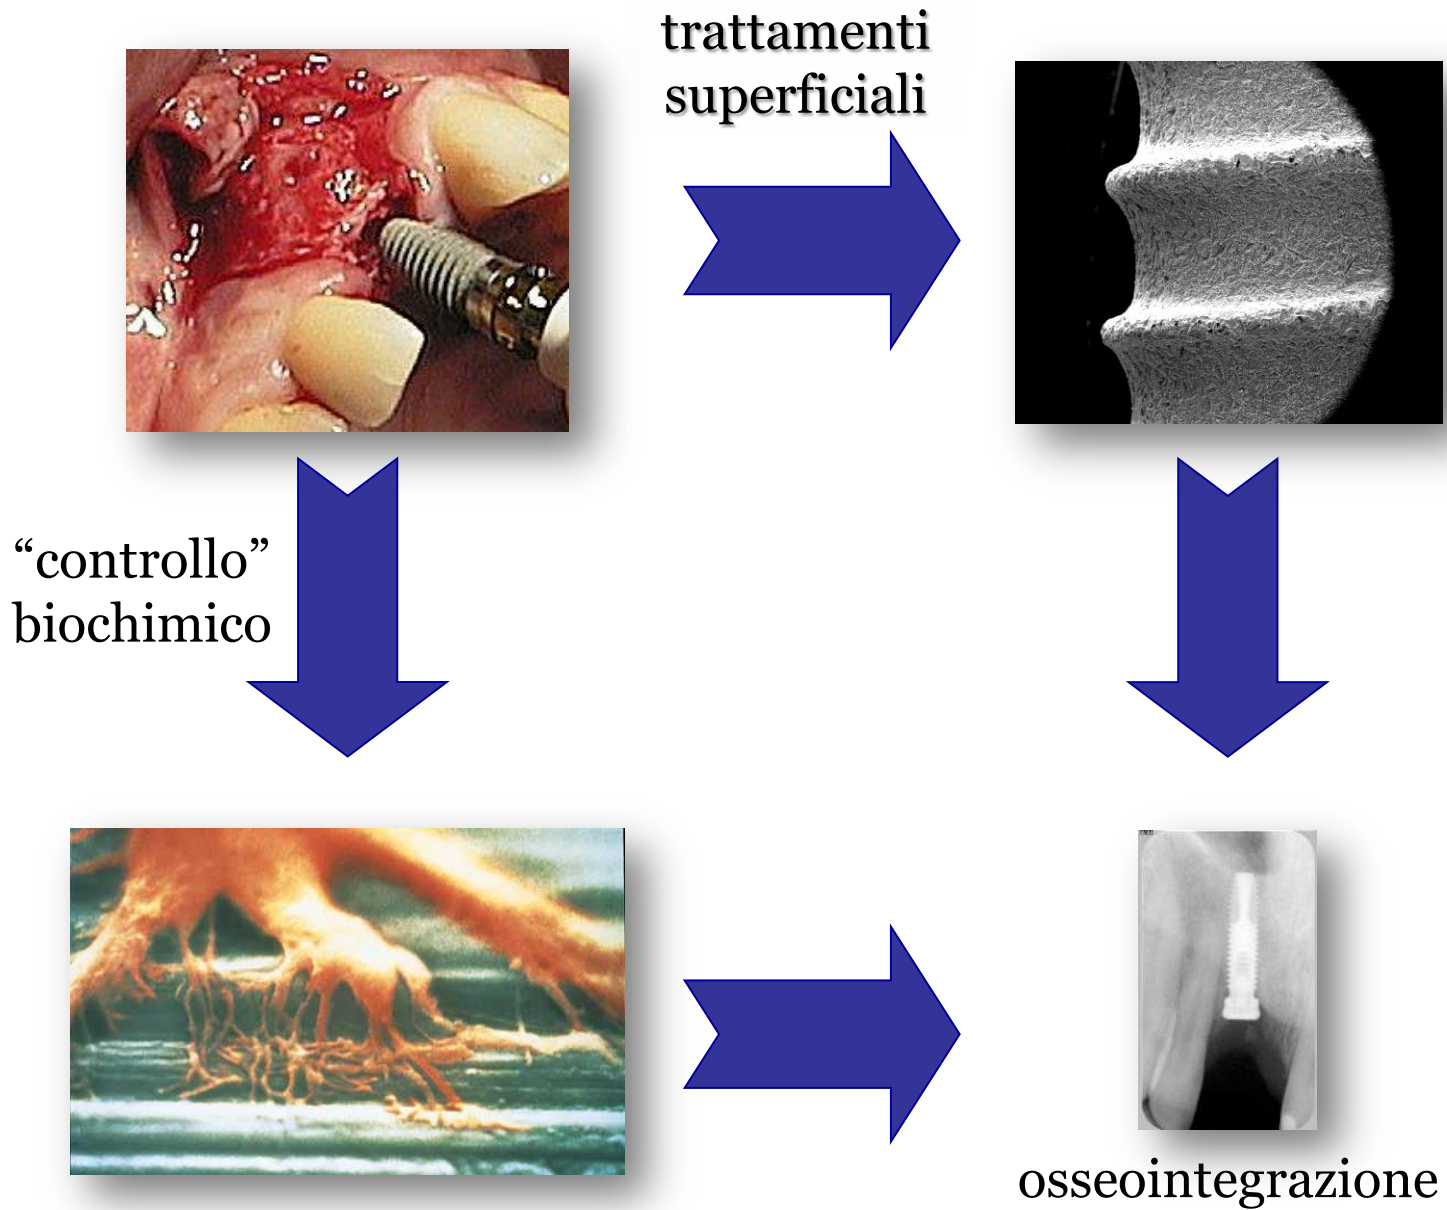 trattamenti
superficiali
“controllo”
biochimico
osseointegrazione